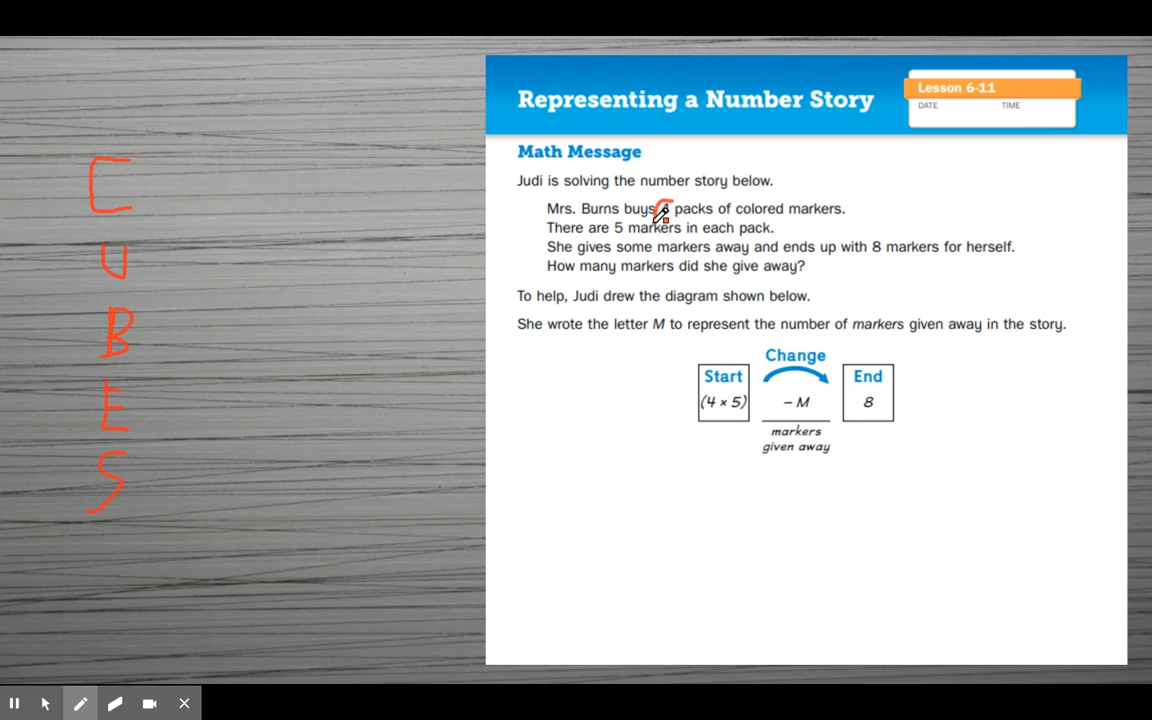 C
U
B
E
S
Representing a Number Story
Lesson 6-11
DATE TIME
Math Message
Judi is solving the number story below.
Mrs. Burns buys 4 packs of colored markers.
There are 5 markers in each pack.
She gives some markers away and ends up with 8 markers for herself.
How many markers did she give away?
To help, Judi drew the diagram shown below.
She wrote the letter M to represent the number of markers given away in the story.
Change
Start End
(4 × 5) – M 8
markers
given away